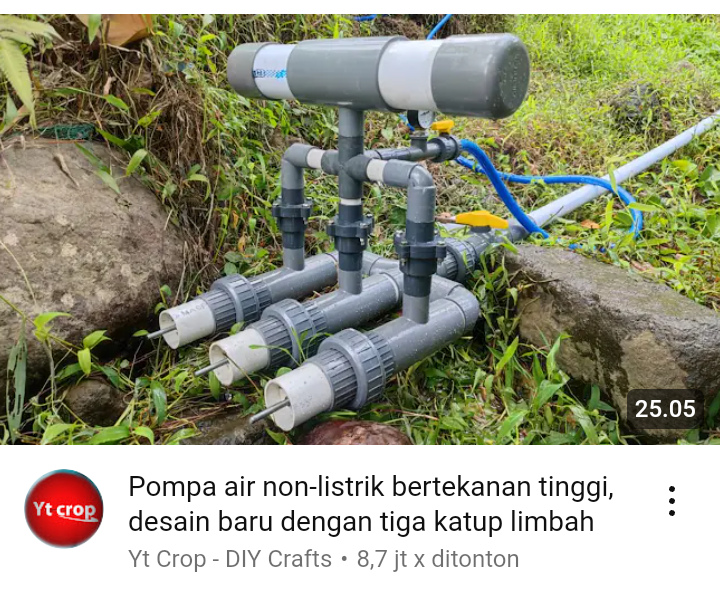 25.05
Yt crop
Pompa air non-listrik bertekanan tinggi,
desain baru dengan tiga katup limbah
Yt Crop - DIY Crafts • 8,7 jt x ditonton